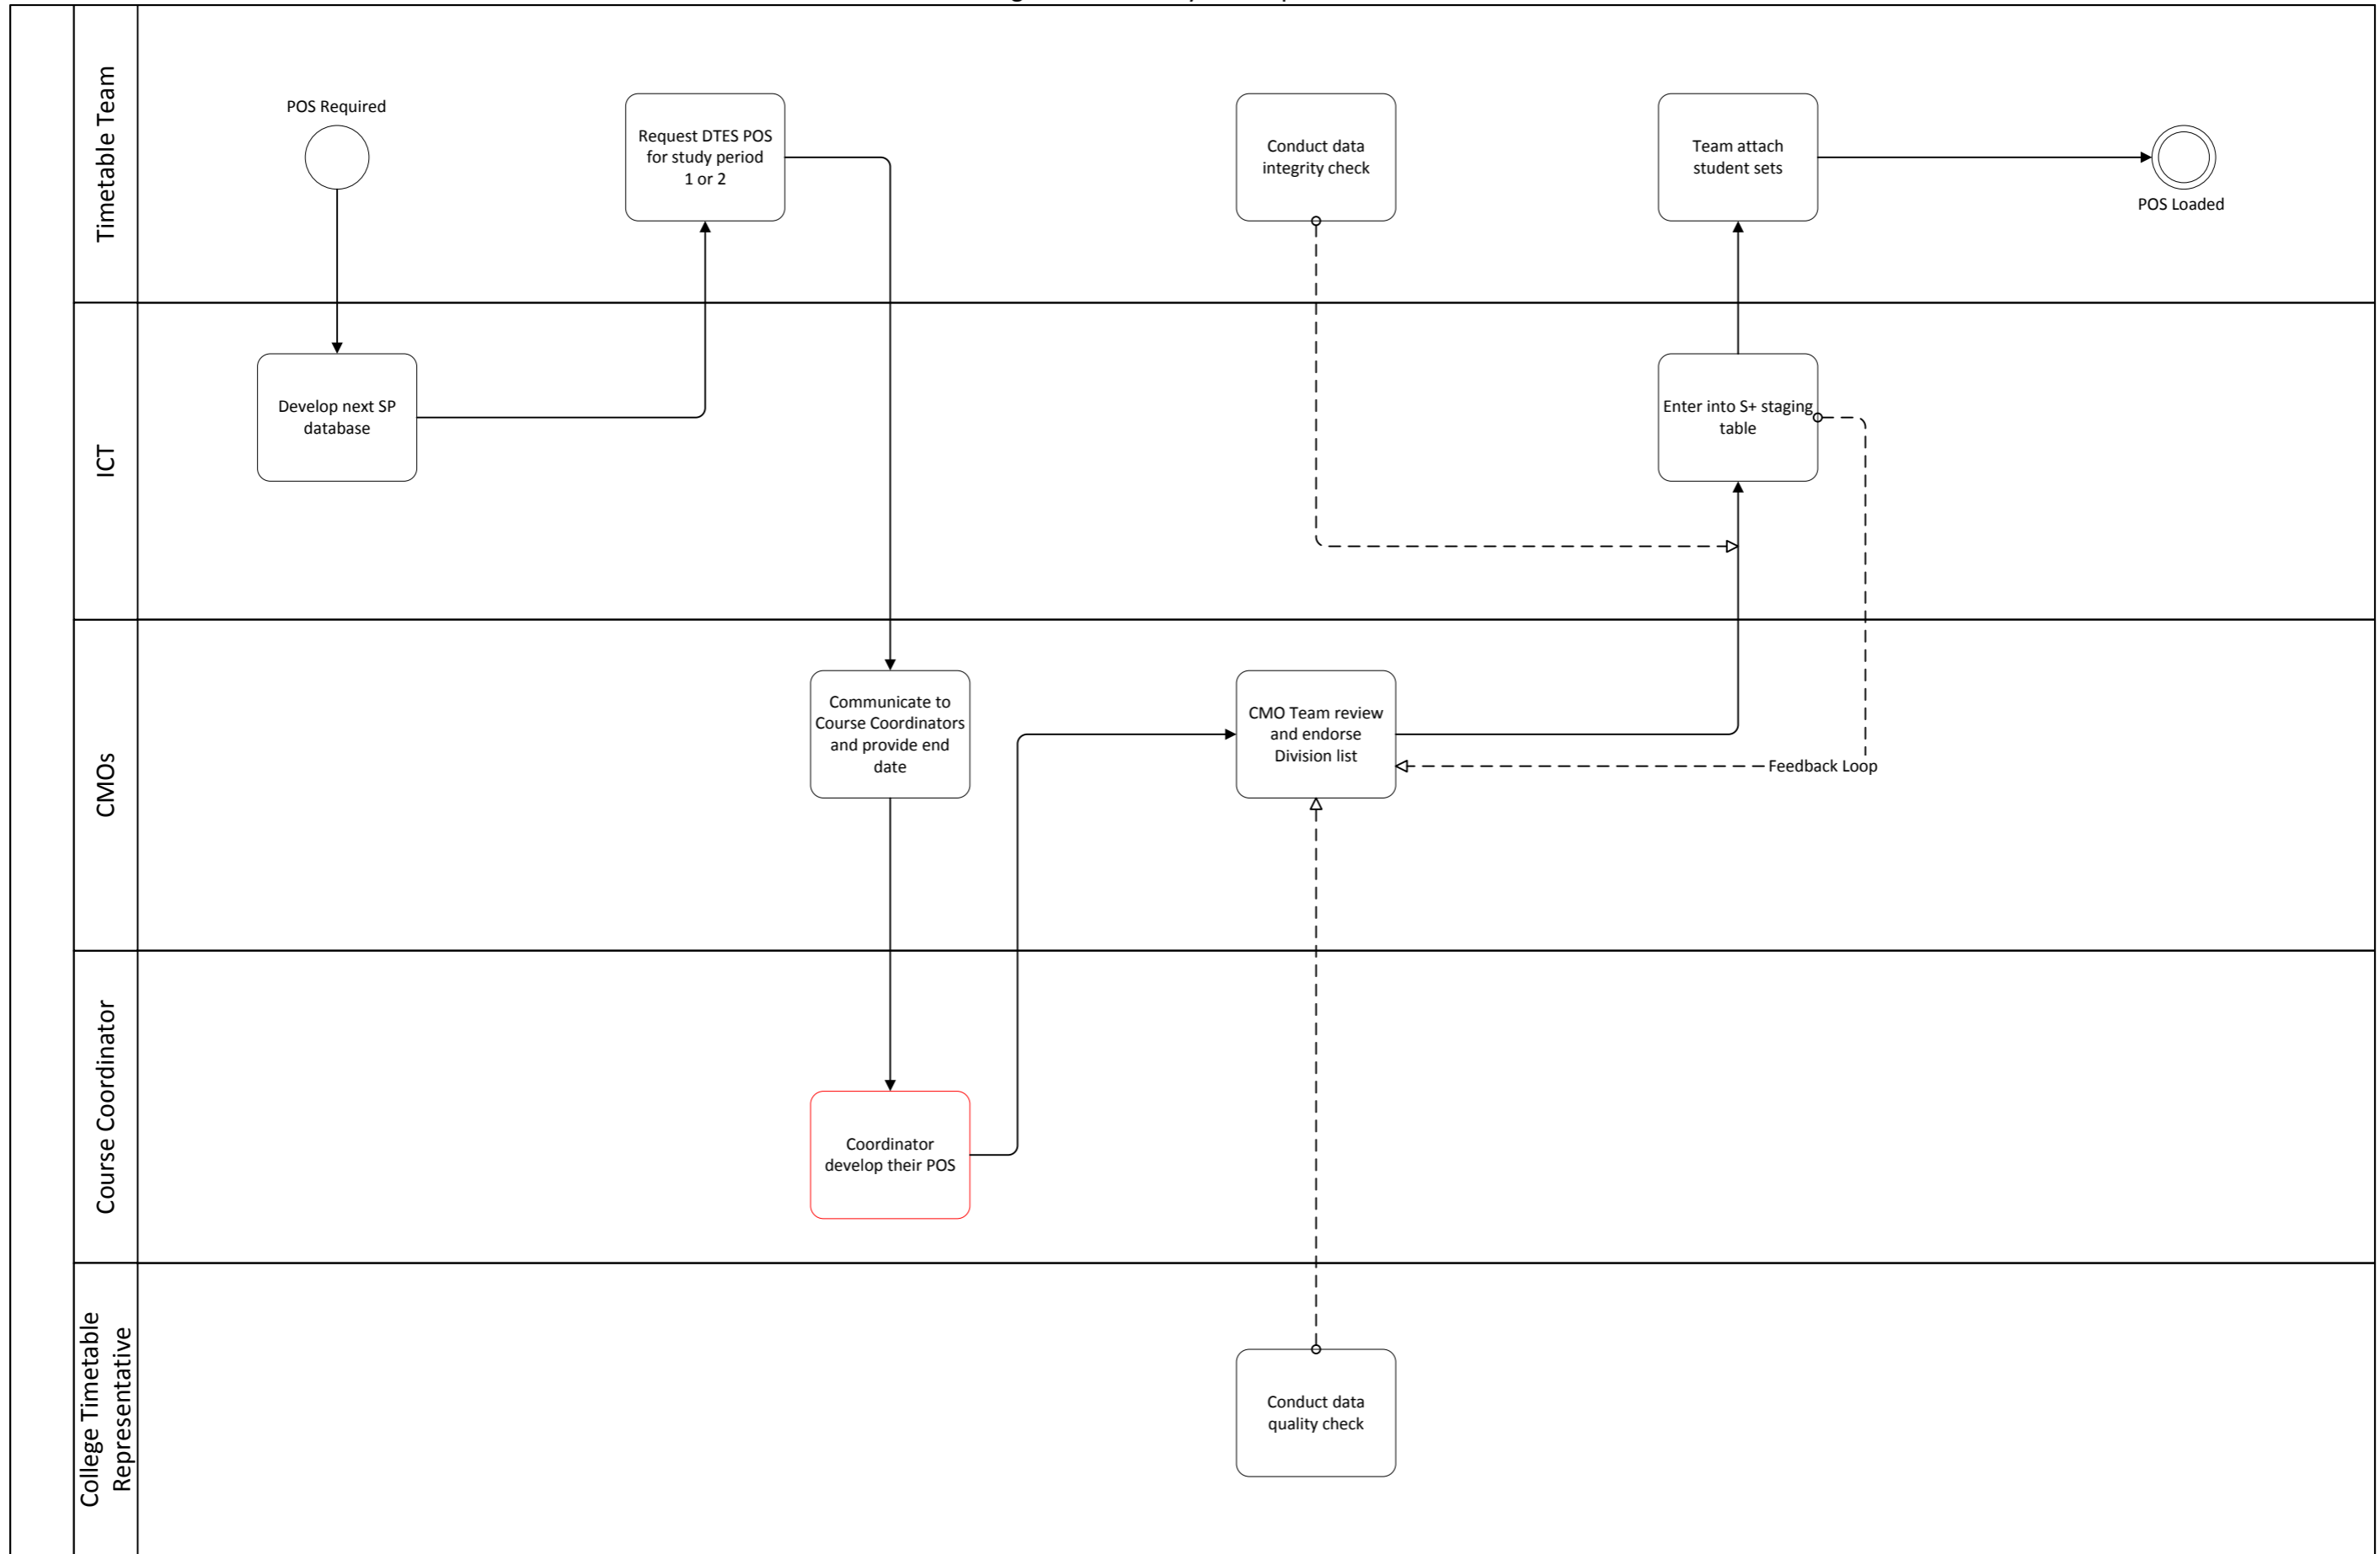 Timetable Team
POS Required
Request DTES POS
for study period
1 or 2
Conduct data
integrity check
Team attach
student sets
POS Loaded
ICT
Develop next SP
database
Enter into S+ staging
table
CMOs
Communicate to
Course Coordinators
and provide end
date
CMO Team review
and endorse
Division list
Feedback Loop
Course Coordinator
Coordinator
develop their POS
College Timetable
Representative
Conduct data
quality check